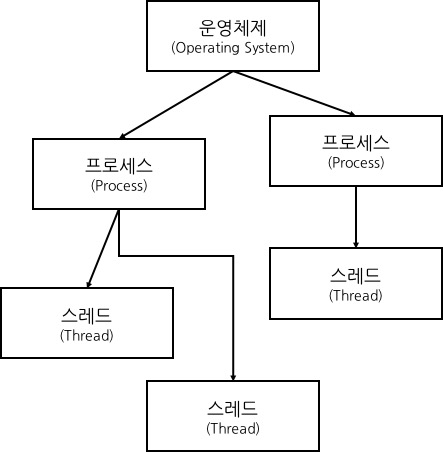 운영체제
(Operating System)
프로세스
(Process)
프로세스
(Process)
스레드
(Thread)
스레드
(Thread)
스레드
(Thread)